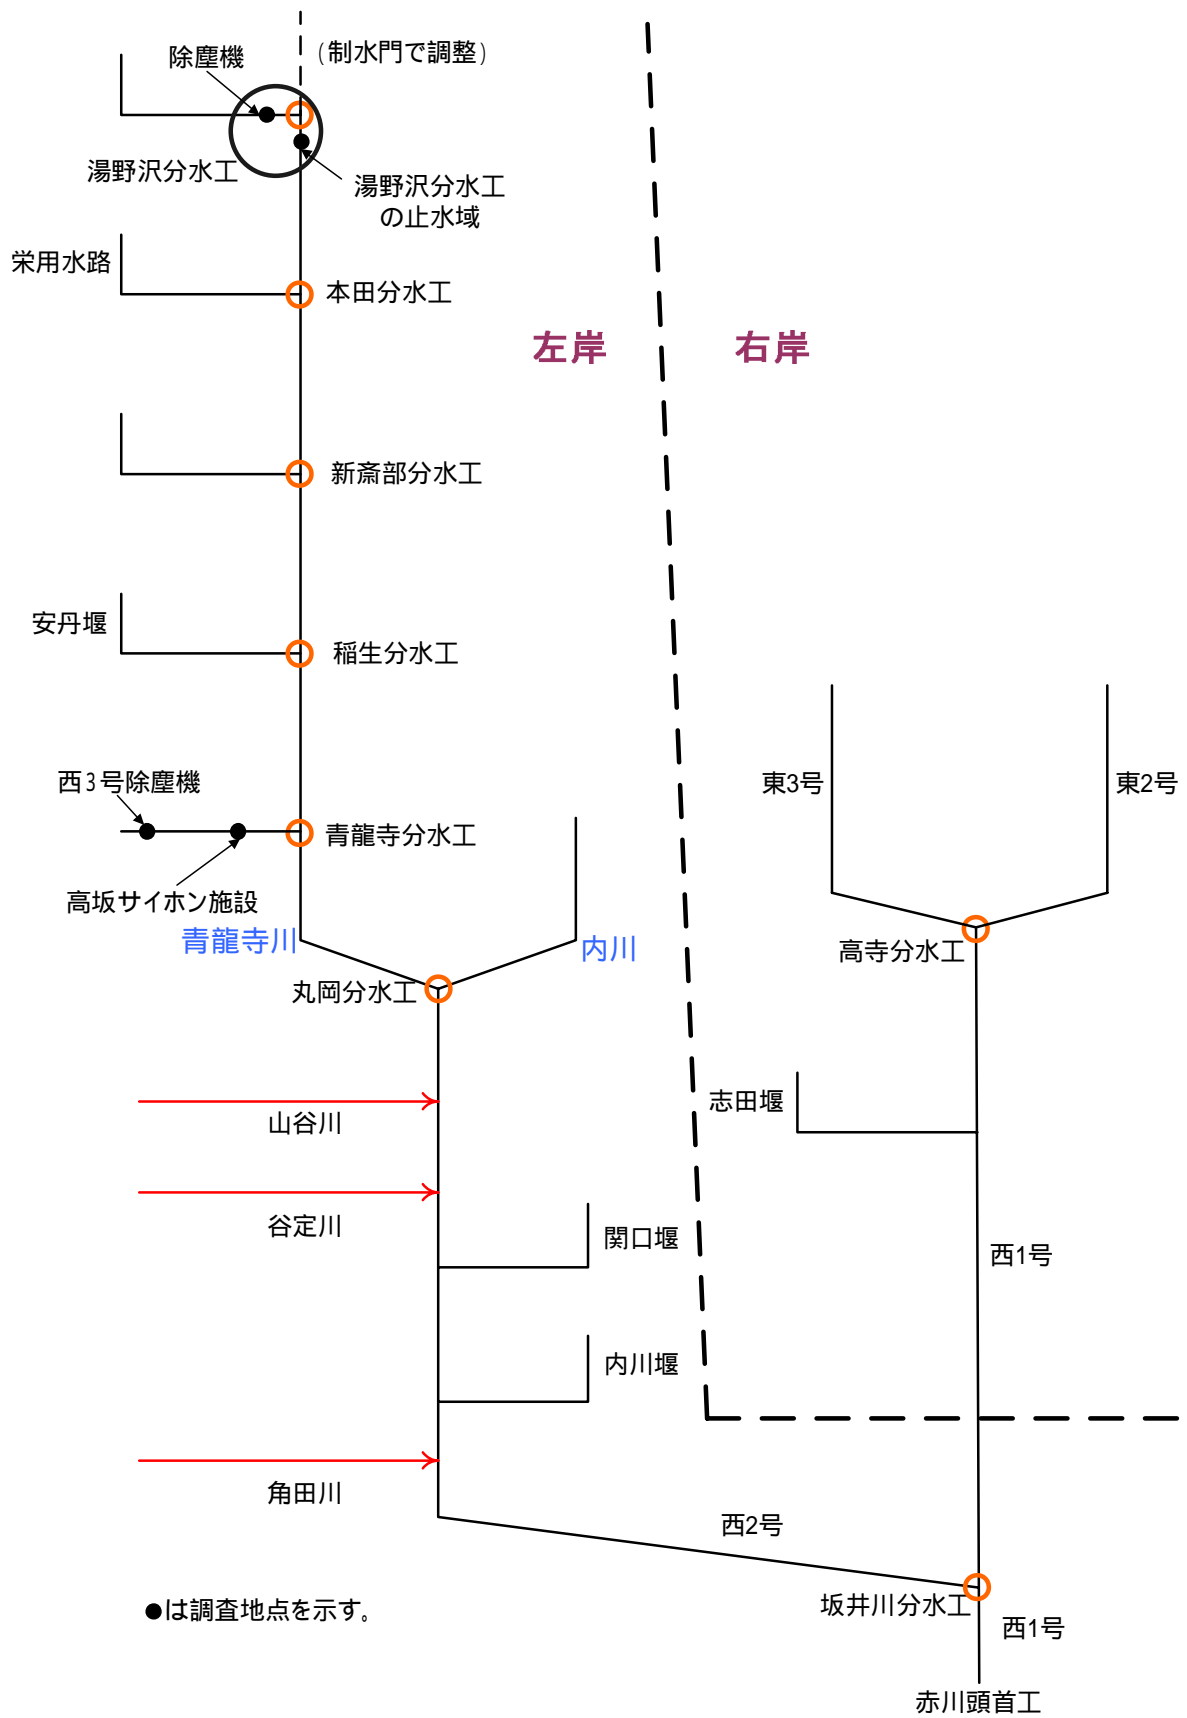 除塵機
(制水門で調整)
湯野沢分水工
湯野沢分水工
の止水域
栄用水路
本田分水工
左岸
右岸
新斎部分水工
安丹堰
稲生分水工
西3号除塵機
東3号
東2号
青龍寺分水工
高坂サイホン施設
青龍寺川
内川
高寺分水工
丸岡分水工
志田堰
山谷川
谷定川
関口堰
西1号
内川堰
角田川
西2号
●は調査地点を示す。
坂井川分水工
西1号
赤川頭首工